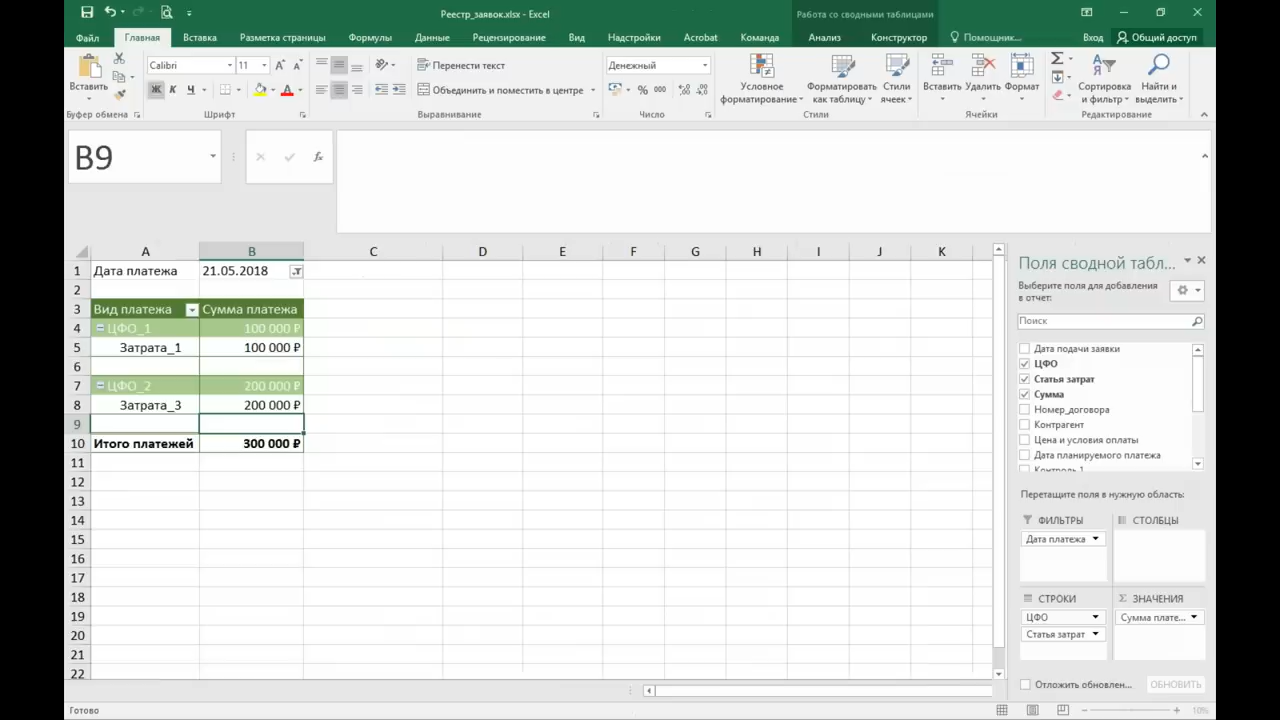 Реестр_заявок.xlsx - Excel
Работа со сводными таблицами
Файл Главная Вставка Разметка страницы Формулы Данные Рецензирование Вид Надстройки Acrobat Команда Анализ Конструктор Помощник... Вход Общий доступ
Вставить
Буфер обмена
Calibri 11
Ж К Ч
Шрифт
Перенести текст
Объединить и поместить в центре
Выравнивание
Денежный
% 000
Число
Условное форматирование
Форматировать как таблицу
Стили ячеек
Стили
Вставить Удалить Формат
Ячейки
Сортировка и фильтр
Найти и выделить
Редактирование
B9
fx
A B C D E F G H I J K
1 Дата платежа 21.05.2018
2
3 Вид платежа Сумма платежа
4 ЦФО_1 100 000 ₽
5 Затрата_1 100 000 ₽
6
7 ЦФО_2 200 000 ₽
8 Затрата_3 200 000 ₽
9
10 Итого платежей 300 000 ₽
11
12
13
14
15
16
17
18
19
20
21
22
Поля сводной табл...
Выберите поля для добавления
в отчет:
Поиск
Дата подачи заявки
ЦФО
Статья затрат
Сумма
Номер_договора
Контрагент
Цена и условия оплаты
Дата планируемого платежа
Контроль 1
Перетащите поля в нужную область:
ФИЛЬТРЫ
Дата платежа
СТОЛБЦЫ
СТРОКИ
ЦФО
Статья затрат
Σ ЗНАЧЕНИЯ
Сумма плате...
Отложить обновлен... ОБНОВИТЬ
Готово
10%